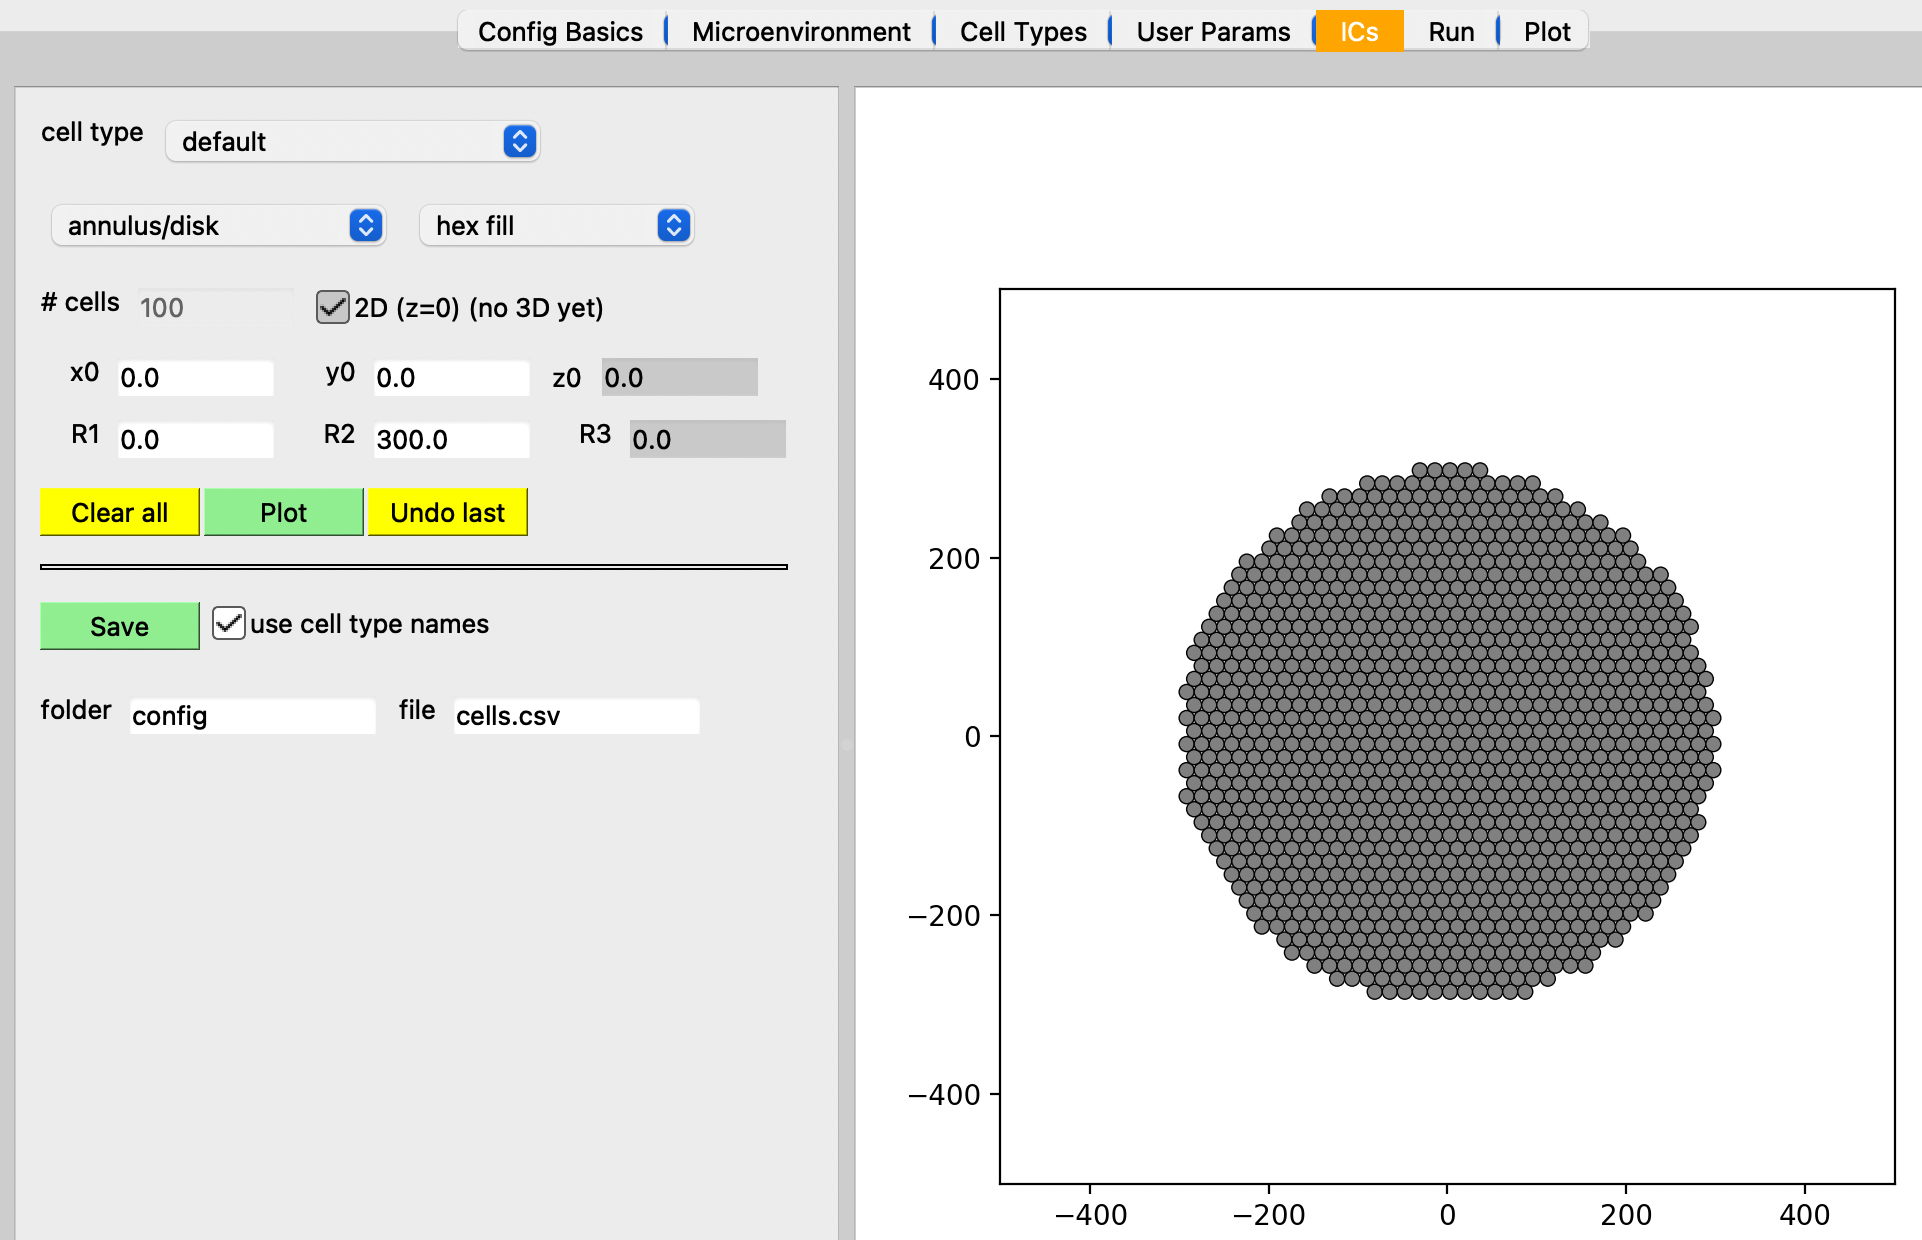 Config Basics Microenvironment Cell Types User Params ICs Run Plot
cell type default
annulus/disk hex fill
# cells 100 2D (z=0) (no 3D yet)
x0 0.0 y0 0.0 z0 0.0
R1 0.0 R2 300.0 R3 0.0
Clear all Plot Undo last
Save use cell type names
folder config file cells.csv
400
200
0
−200
−400
−400 −200 0 200 400